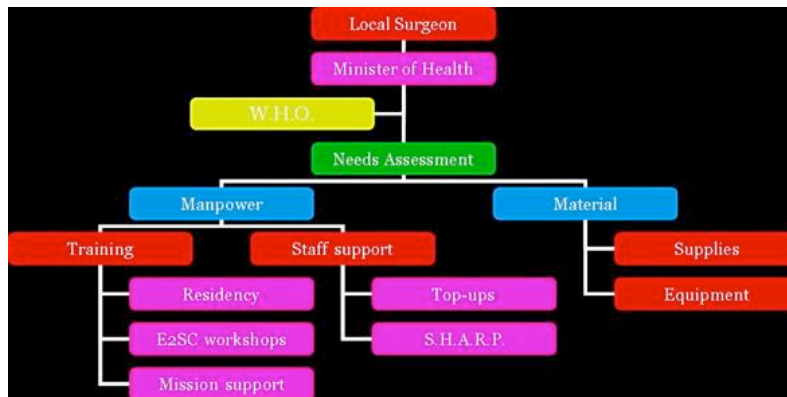 Local Surgeon
Minister of Health
W.H.O.
Needs Assessment
Manpower
Material
Training
Staff support
Supplies
Residency
Top-ups
Equipment
E2SC workshops
S.H.A.R.P.
Mission support